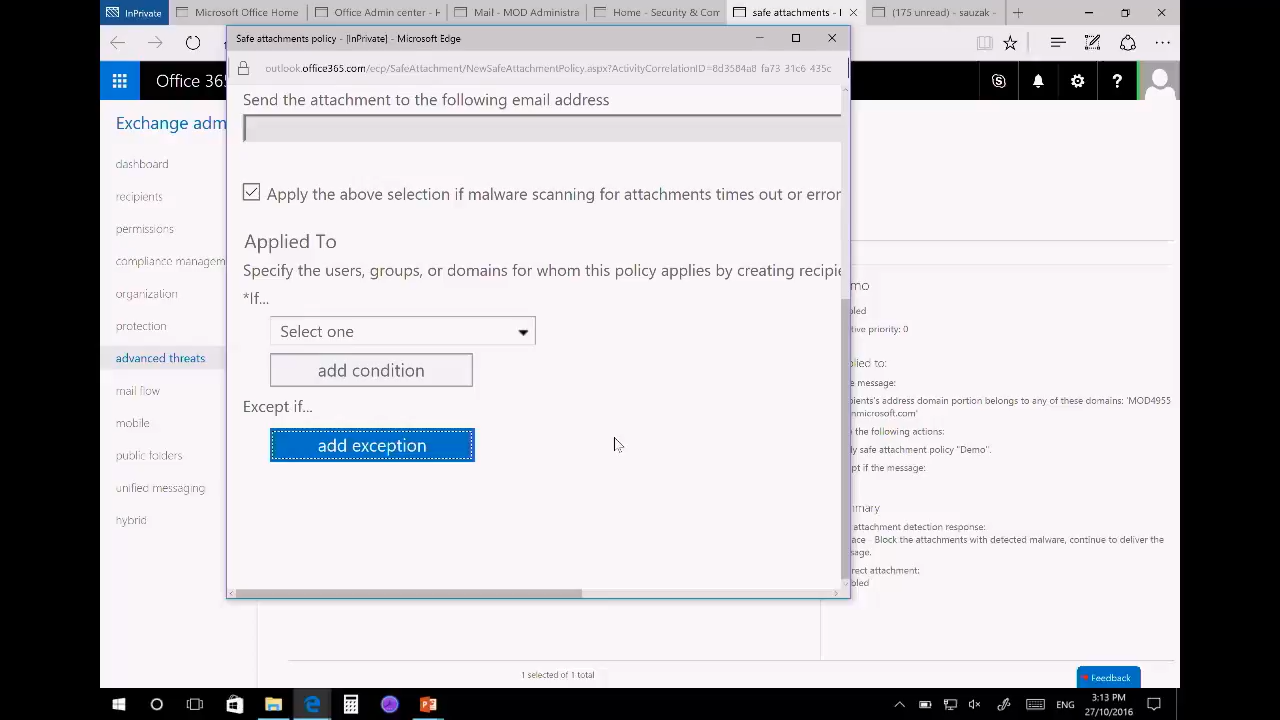 InPrivate
Microsoft Office Home
Office Admin center - H
Mail - MOD Administra
Home - Security & Com
safe attachments
(175 unread) - sauzak -
Safe attachments policy - [InPrivate] - Microsoft Edge
outlook.office365.com/ecp/SafeAttachment/NewSafeAttachmentPolicy.aspx?ActivityCorrelationID=8d3584a8 fa73 31c6 435c
Office 365
Exchange adm
dashboard
recipients
permissions
compliance managem
organization
protection
advanced threats
mail flow
mobile
public folders
unified messaging
hybrid
Send the attachment to the following email address
Apply the above selection if malware scanning for attachments times out or error
Applied To
Specify the users, groups, or domains for whom this policy applies by creating recipie
*If...
Select one
add condition
Except if...
add exception
mo
bled
tive priority: 0
plied to:
he message:
pients's address domain portion belongs to any of these domains: 'MOD4955
nmicrosoft.com'
o the following actions:
ly safe attachment policy "Demo".
ept if the message:
mmary
attachment detection response:
lace - Block the attachments with detected malware, continue to deliver the
sage.
irect attachment:
bled
1 selected of 1 total
Feedback
ENG
3:13 PM
27/10/2016